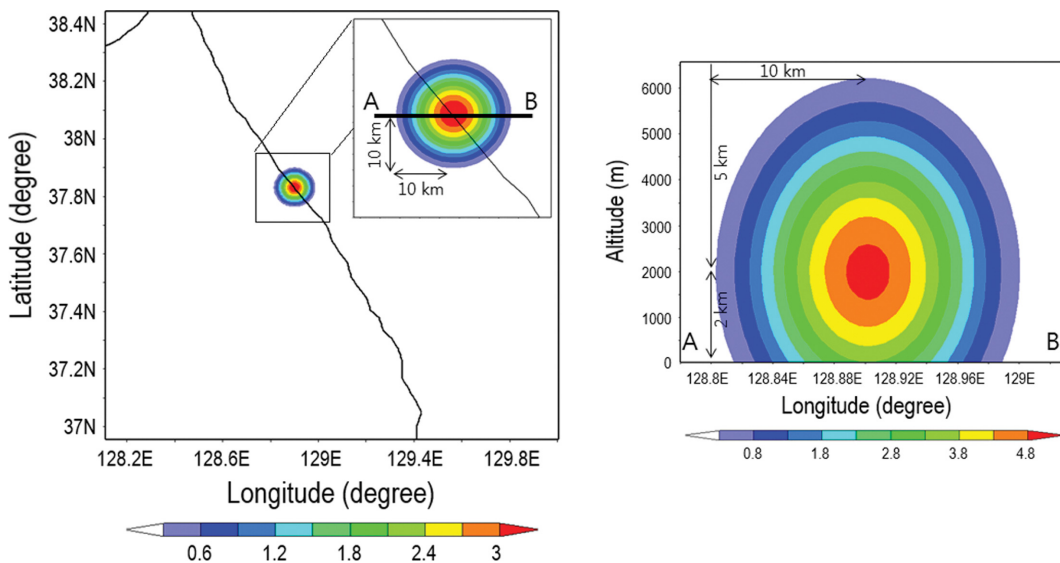 38.4N
38.2N
38N
37.8N
37.6N
37.4N
37.2N
37N
Latitude (degree)
128.2E 128.6E 129E 129.4E 129.8E
Longitude (degree)
0.6 1.2 1.8 2.4 3
A B
10 km
10 km
10 km
5 km
2 km
6000
5000
4000
3000
2000
1000
0
Altitude (m)
A B
128.8E 128.84E 128.88E 128.92E 128.96E 129E
Longitude (degree)
0.8 1.8 2.8 3.8 4.8